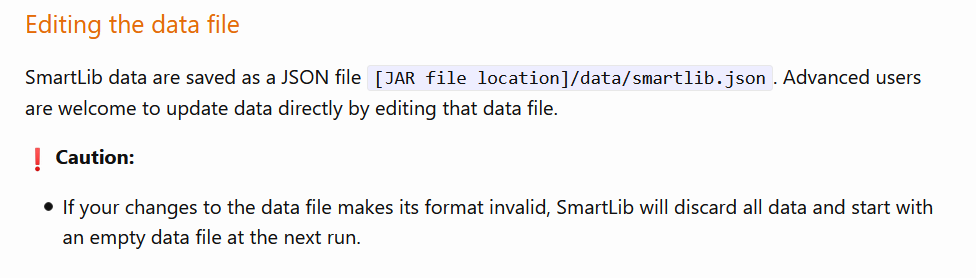 Editing the data file
SmartLib data are saved as a JSON file [JAR file location]/data/smartlib.json. Advanced users
are welcome to update data directly by editing that data file.
❗ Caution:
• If your changes to the data file makes its format invalid, SmartLib will discard all data and start with
an empty data file at the next run.